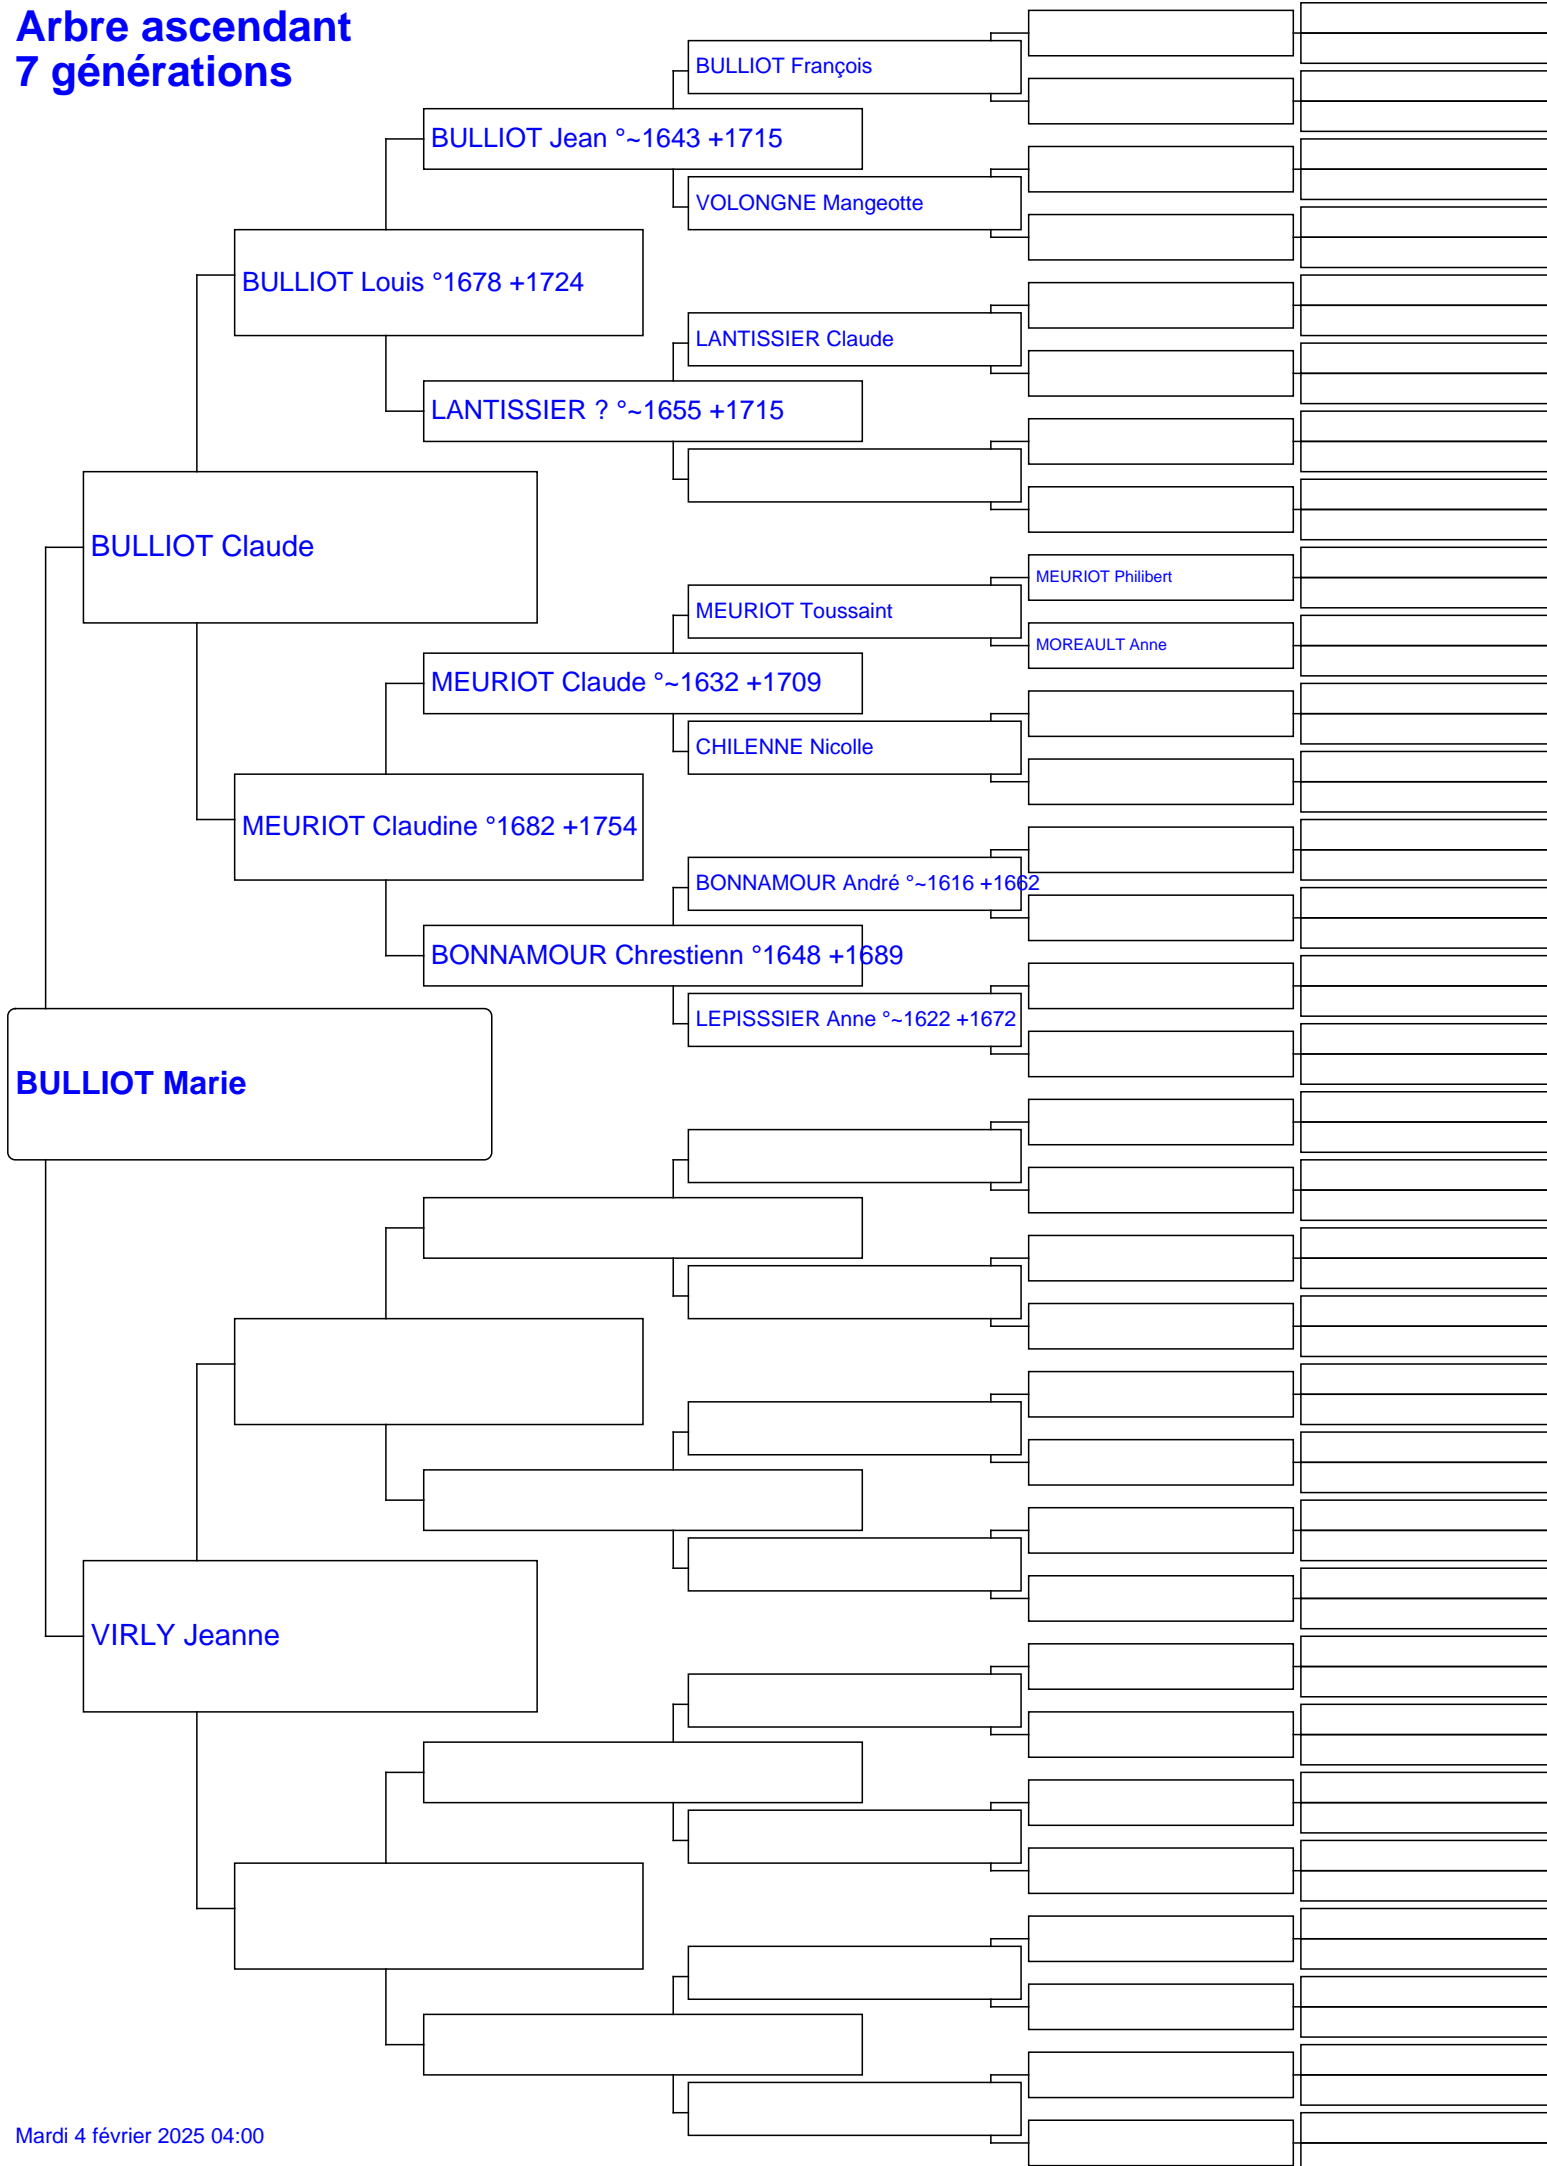 Arbre ascendant
7 générations
BULLIOT François
BULLIOT Jean °~1643 +1715
VOLONGNE Mangeotte
BULLIOT Louis °1678 +1724
LANTISSIER Claude
LANTISSIER ? °~1655 +1715
BULLIOT Claude
MEURIOT Philibert
MEURIOT Toussaint
MOREAULT Anne
MEURIOT Claude °~1632 +1709
CHILENNE Nicolle
MEURIOT Claudine °1682 +1754
BONNAMOUR André °~1616 +1662
BONNAMOUR Chrestienn °1648 +1689
LEPISSSIER Anne °~1622 +1672
BULLIOT Marie
VIRLY Jeanne
Mardi 4 février 2025 04:00